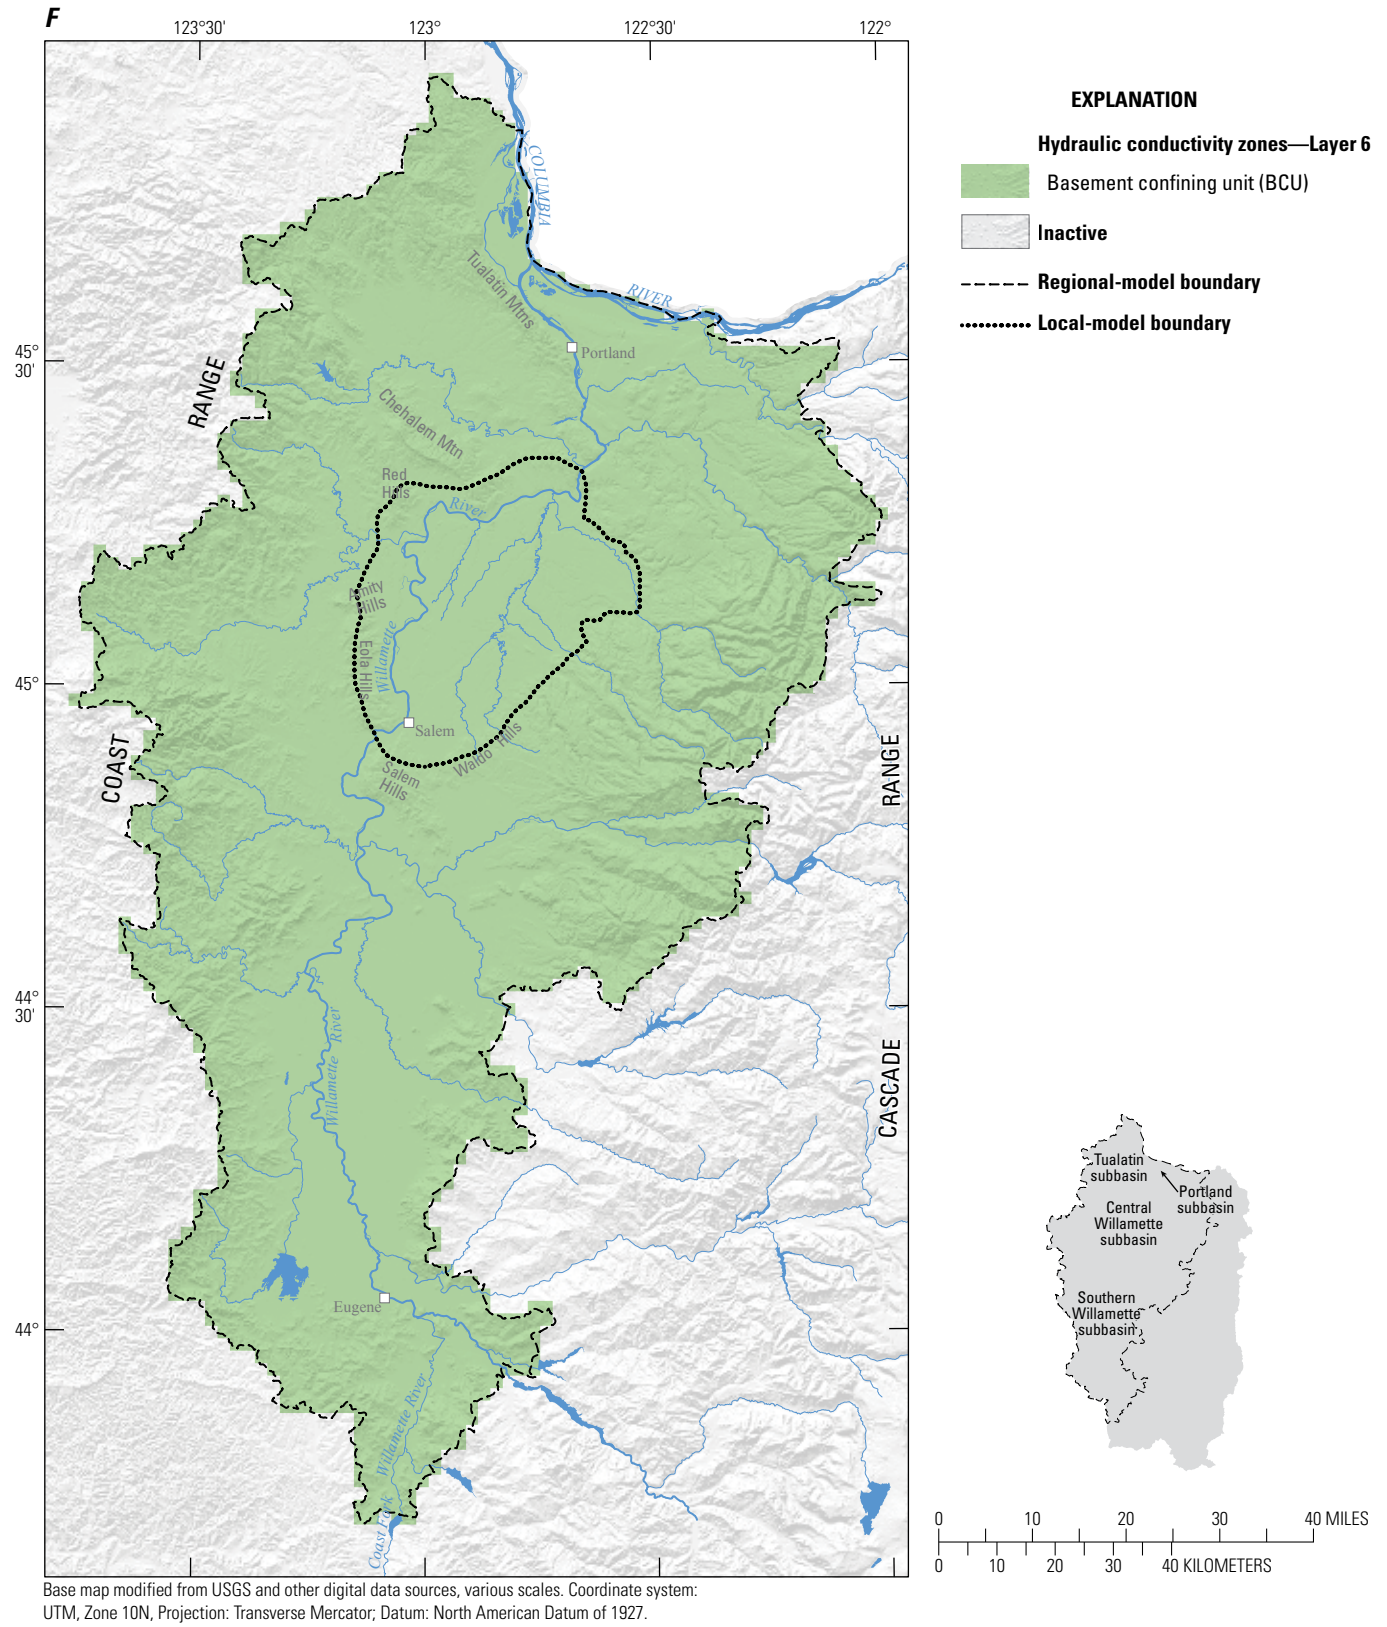 F
123°30'
123°
122°30'
122°
EXPLANATION
Hydraulic conductivity zones—Layer 6
Basement confining unit (BCU)
Inactive
Regional-model boundary
Local-model boundary
COLUMBIA
RIVER
Tualatin Mtns
Portland
45°
30'
RANGE
Chehalem Mtn
Red
Hills
River
Amity
Hills
Eola Hills
Willamette
45°
Salem
Waldo Hills
Salem
Hills
COAST
RANGE
44°
30'
Willamette River
CASCADE
Eugene
44°
Willamette River
Coast Fork
Tualatin
subbasin
Portland
subbasin
Central
Willamette
subbasin
Southern
Willamette
subbasin
0 10 20 30 40 MILES
0 10 20 30 40 KILOMETERS
Base map modified from USGS and other digital data sources, various scales. Coordinate system:
UTM, Zone 10N, Projection: Transverse Mercator; Datum: North American Datum of 1927.